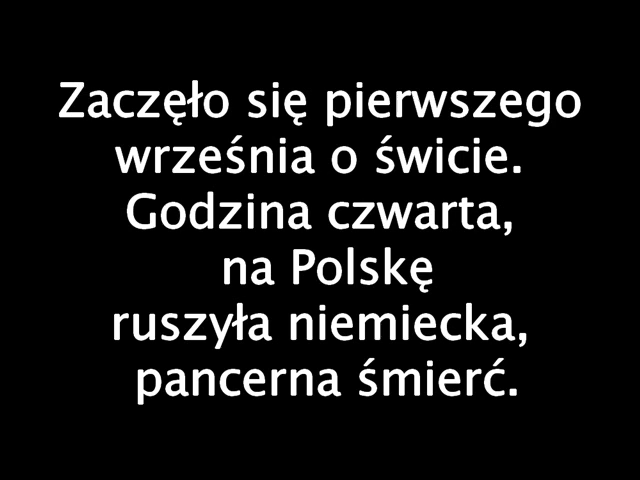 Zaczęło się pierwszego
września o świcie.
Godzina czwarta,
na Polskę
ruszyła niemiecka,
pancerna śmierć.